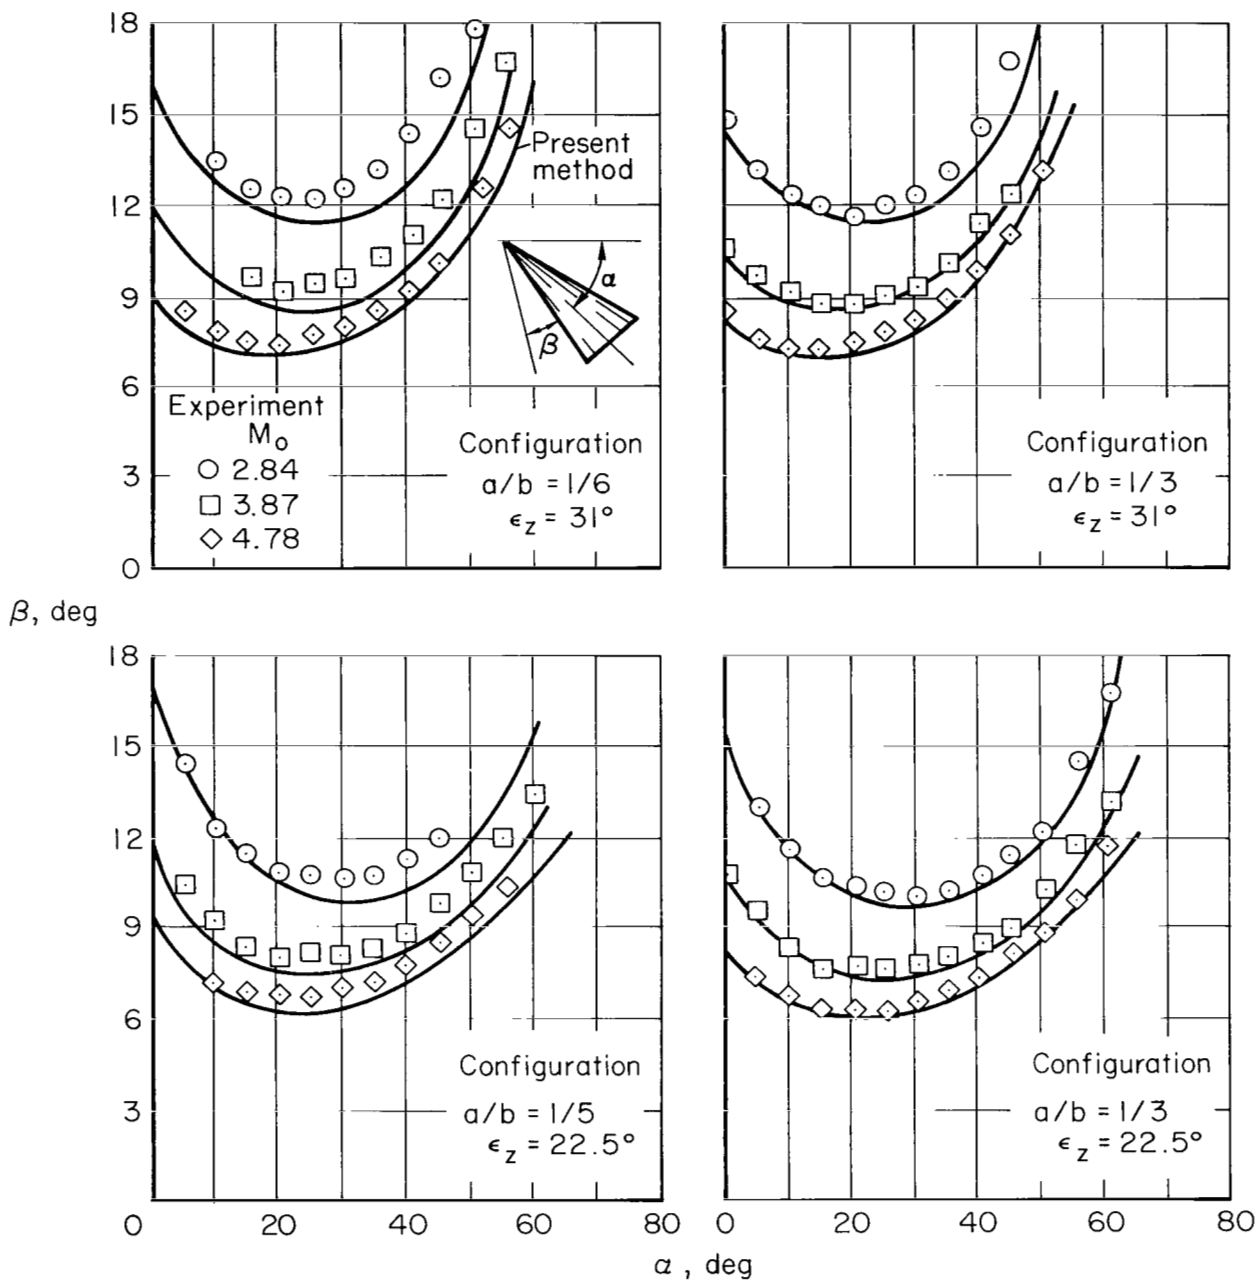 18
15
12
9
6
3
0
Present
method
α
β
Experiment
M₀
2.84
3.87
4.78
Configuration
a/b = 1/6
ϵz = 31°
Configuration
a/b = 1/3
ϵz = 31°
β, deg
18
15
12
9
6
3
0 20 40 60 80
Configuration
a/b = 1/5
ϵz = 22.5°
0 20 40 60 80
Configuration
a/b = 1/3
ϵz = 22.5°
α, deg